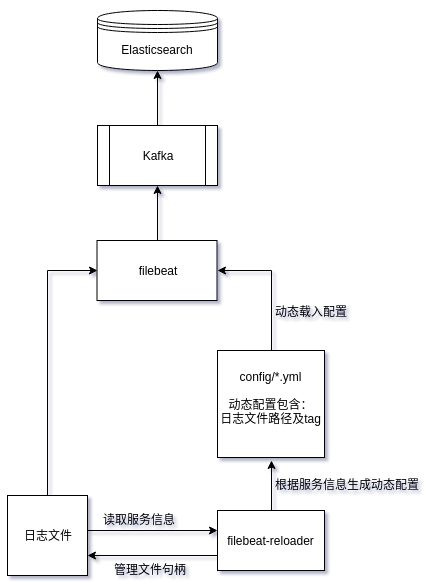 Elasticsearch
Kafka
filebeat
动态载入配置
config/*.yml
动态配置包含：
日志文件路径及tag
根据服务信息生成动态配置
读取服务信息
日志文件
filebeat-reloader
管理文件句柄